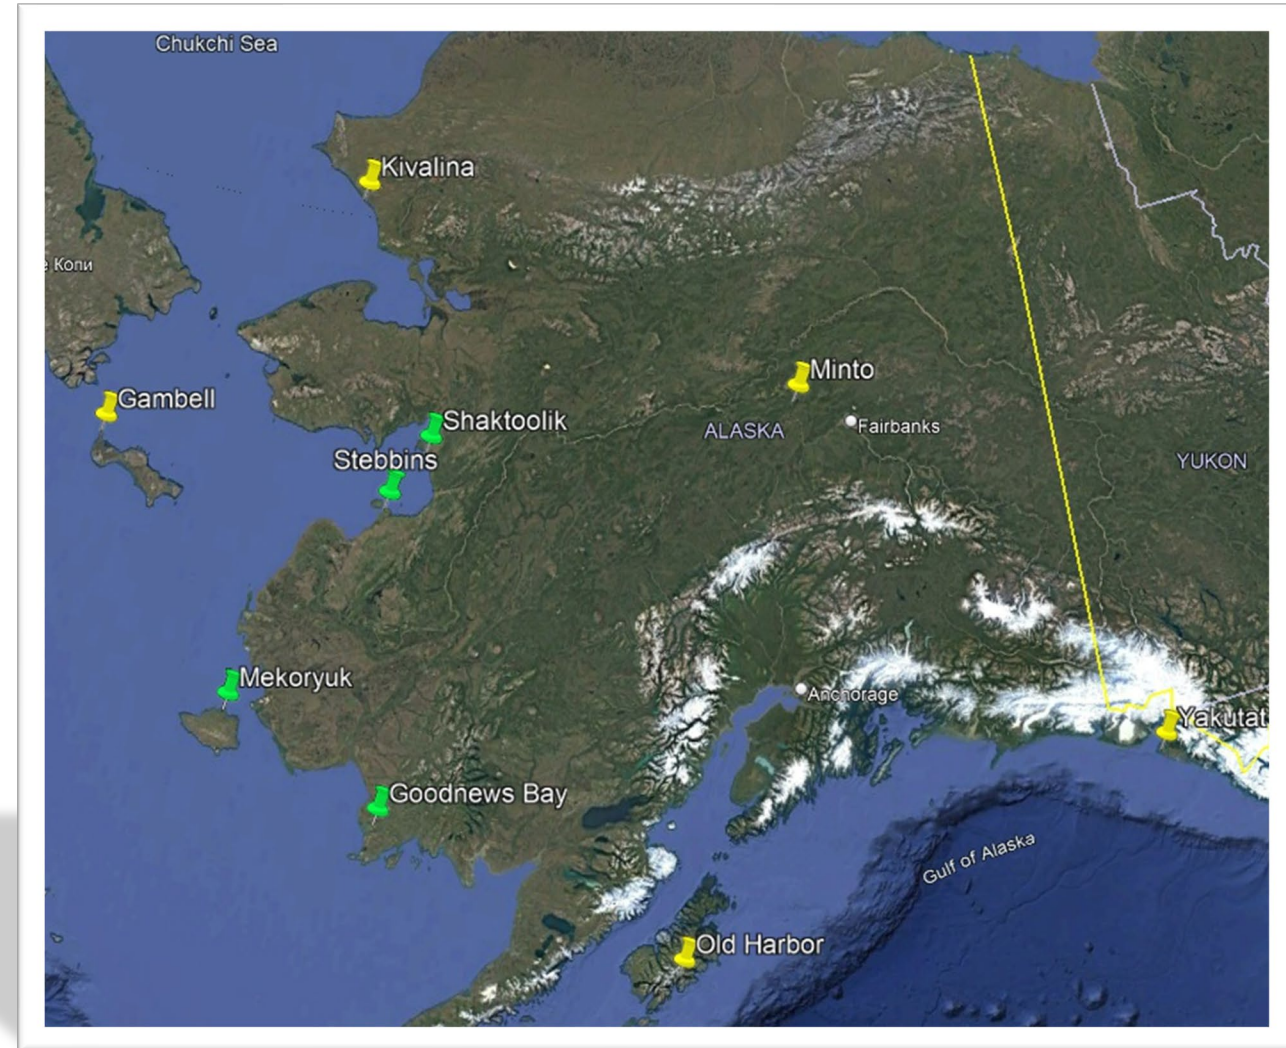 Chukchi Sea
Kivalina
е Копи
Minto
Gambell
Shaktoolik
ALASKA
Fairbanks
Stebbins
YUKON
Mekoryuk
Anchorage
Yakutat
Goodnews Bay
Gulf of Alaska
Old Harbor